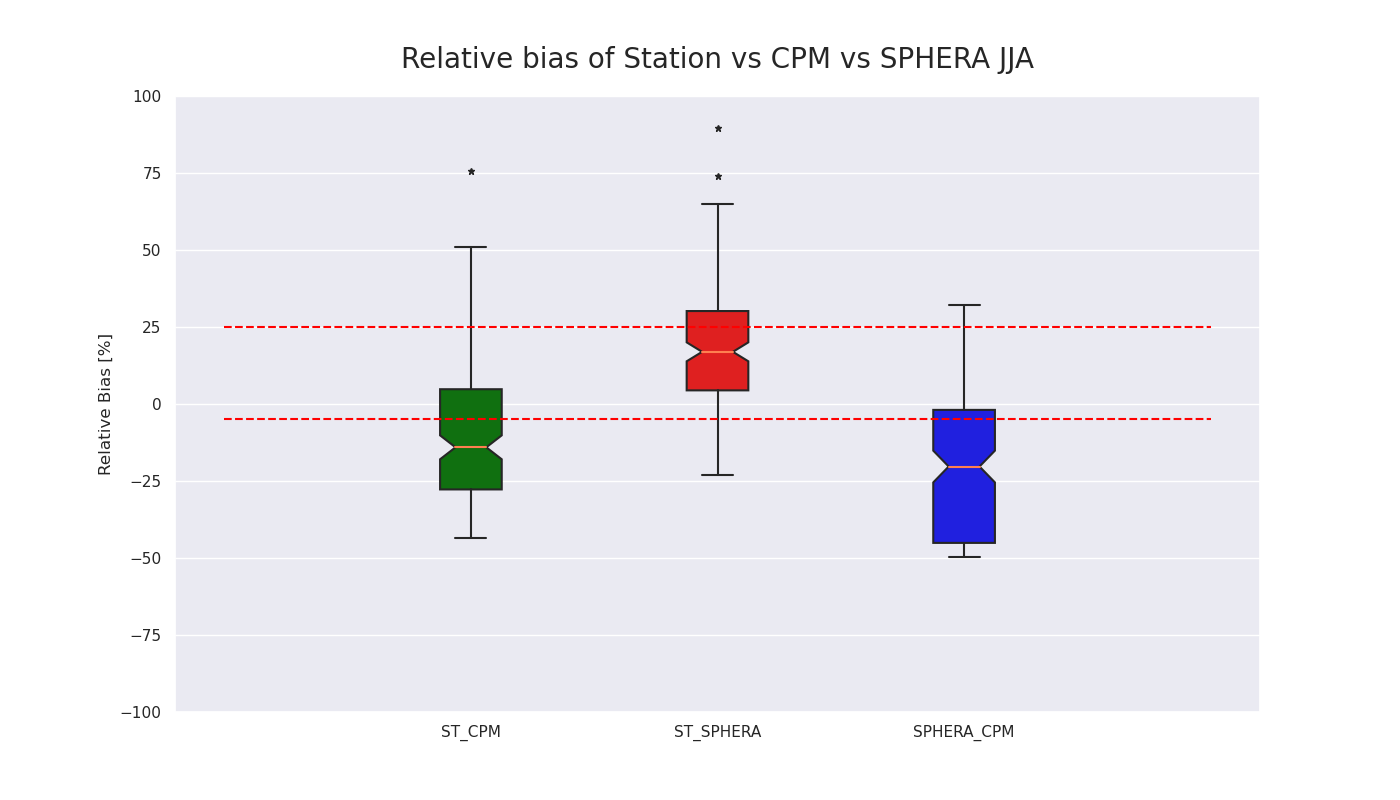 Relative bias of Station vs CPM vs SPHERA JJA
100
75
50
25
0
−25
−50
−75
−100
Relative Bias [%]
ST_CPM
ST_SPHERA
SPHERA_CPM